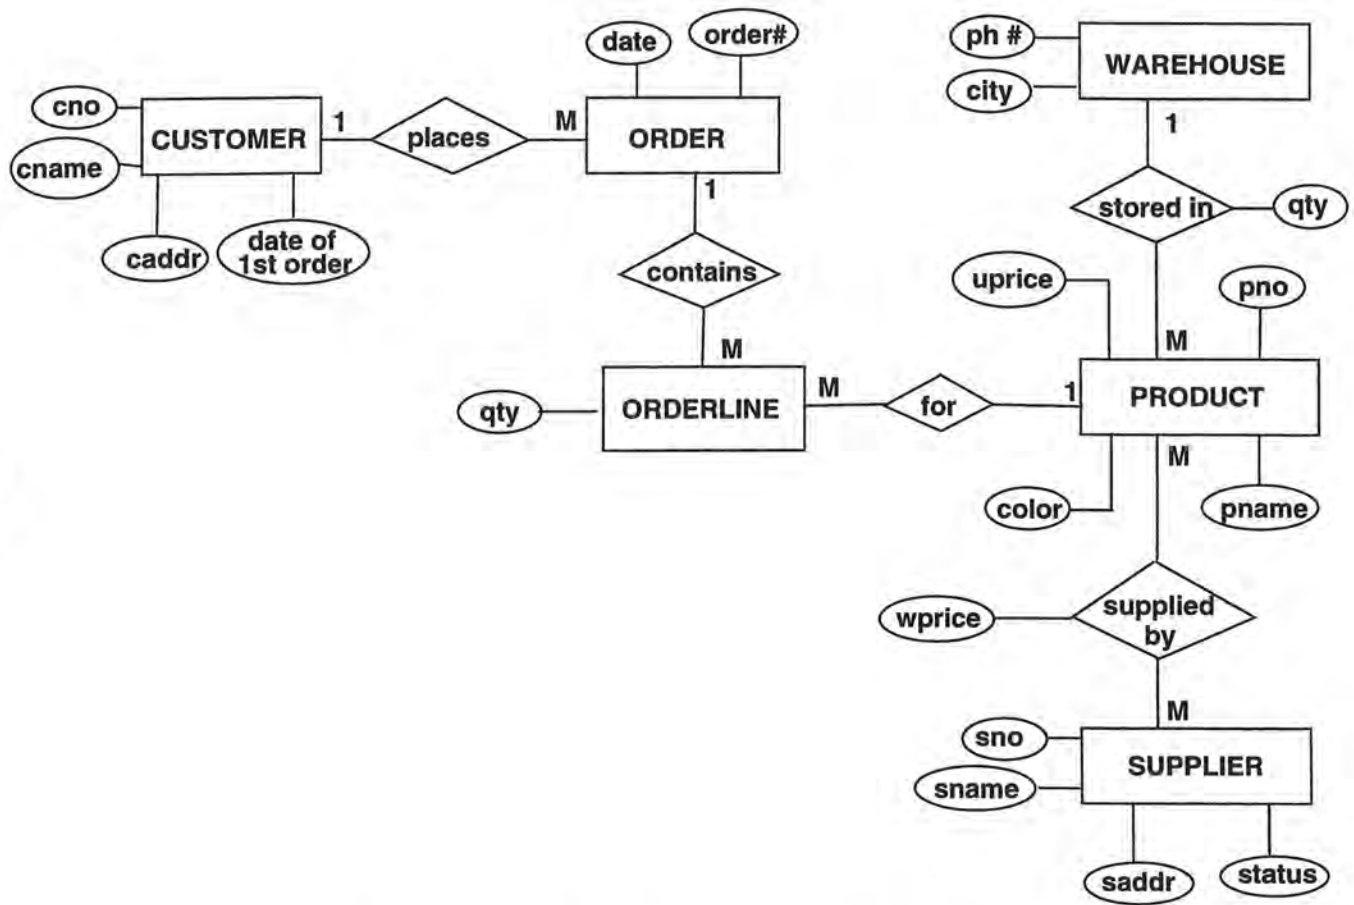 date
order#
ph #
WAREHOUSE
city
cno
CUSTOMER
1
places
M
ORDER
cname
1
1
stored in
qty
caddr
date of
1st order
contains
uprice
pno
M
M
qty
ORDERLINE
M
for
1
PRODUCT
M
color
pname
wprice
supplied
by
M
sno
SUPPLIER
sname
saddr
status